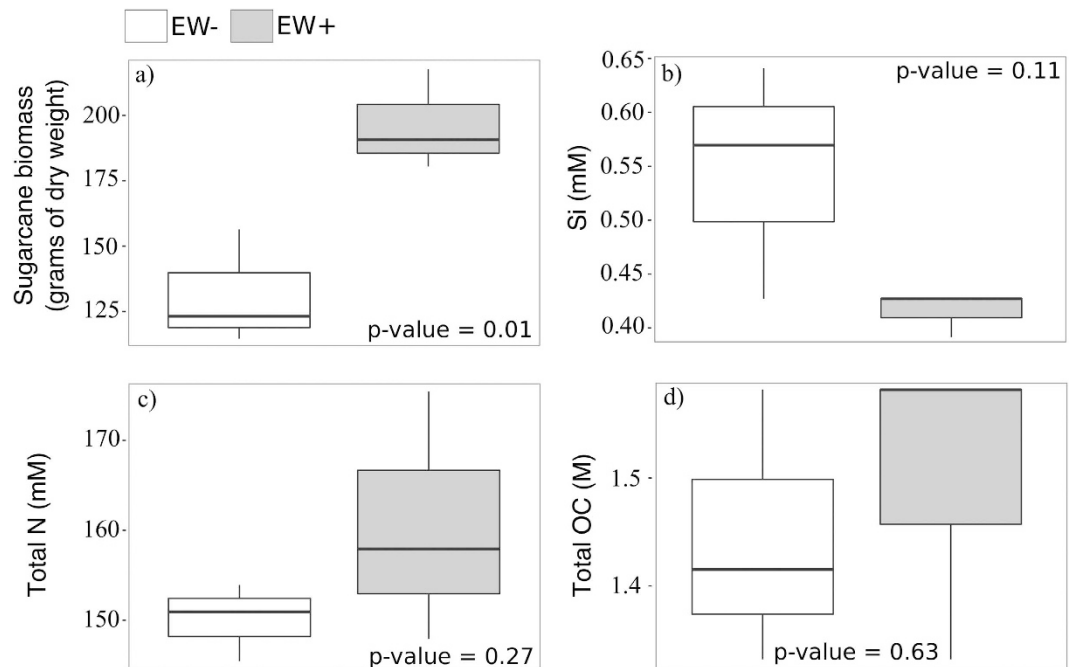 EW- EW+
a)
Sugarcane biomass
(grams of dry weight)
200
175
150
125
p-value = 0.01
b)
p-value = 0.11
Si (mM)
0.65
0.60
0.55
0.50
0.45
0.40
c)
Total N (mM)
170
160
150
p-value = 0.27
d)
Total OC (M)
1.5
1.4
p-value = 0.63